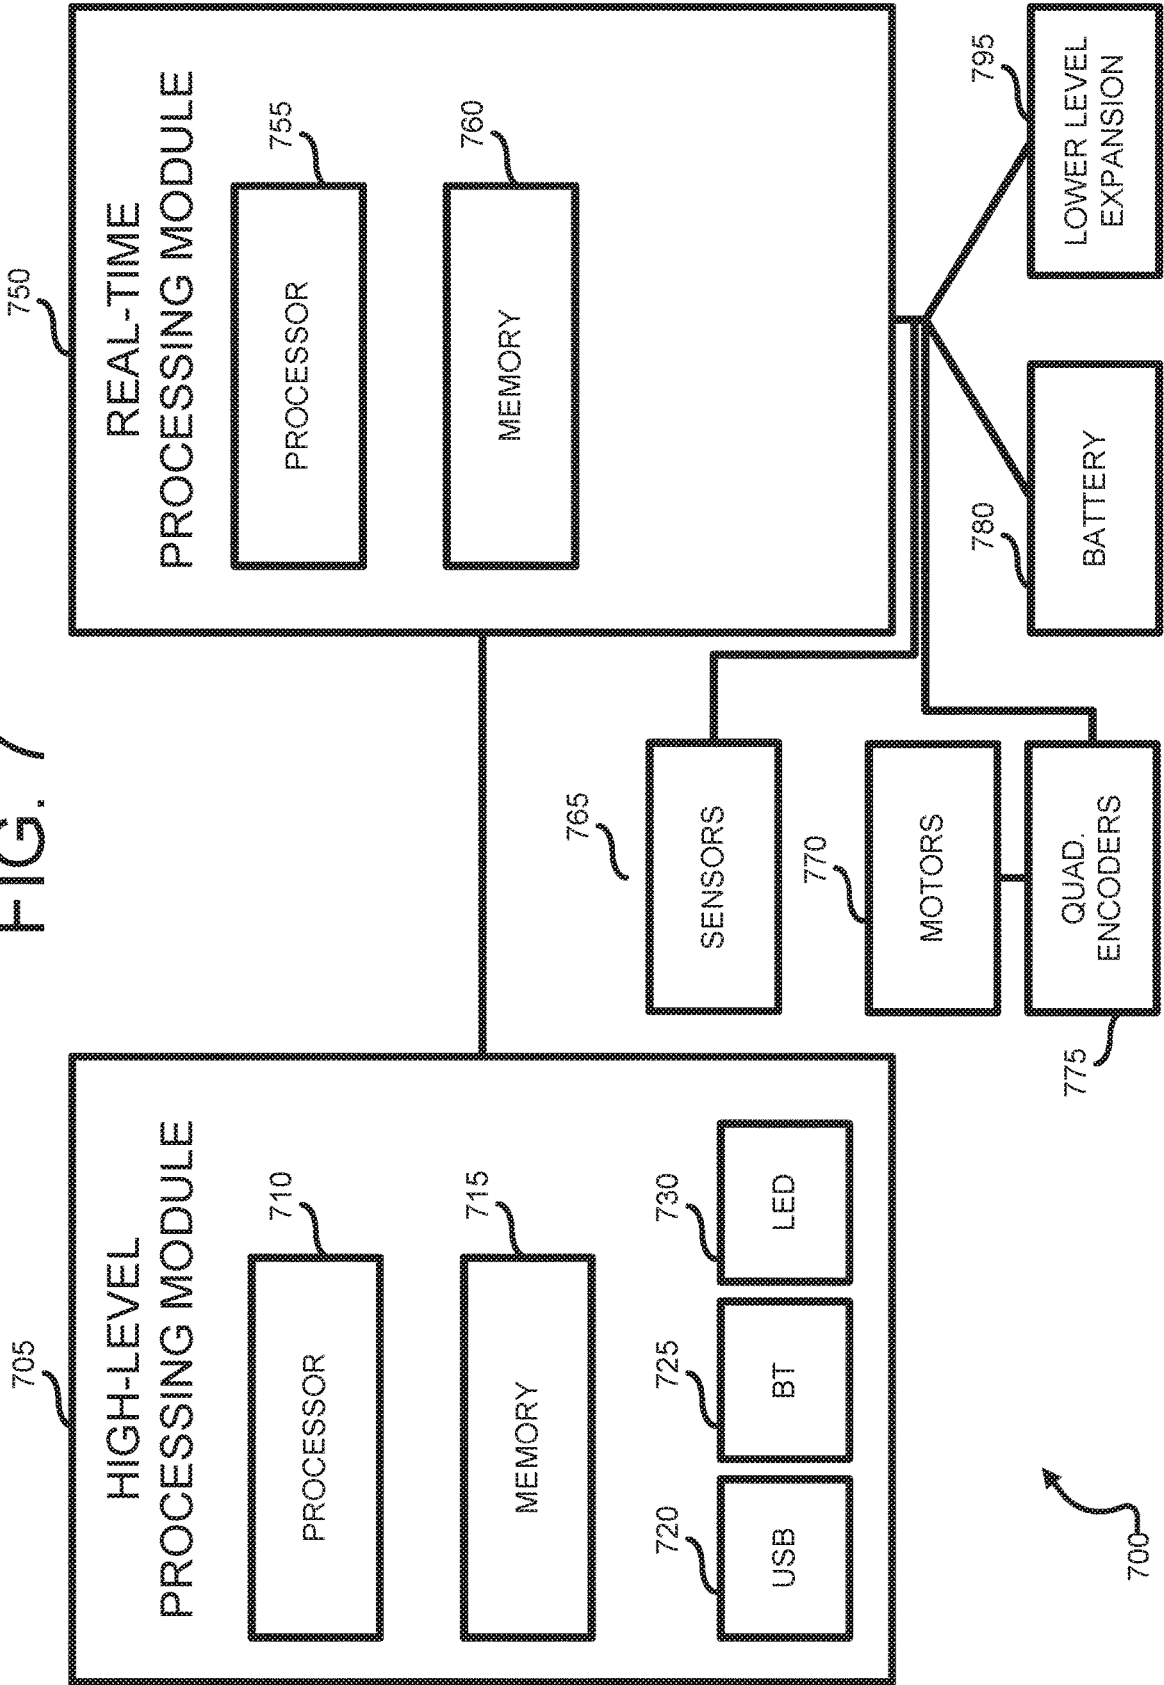 FIG. 7
705
HIGH-LEVEL
PROCESSING MODULE
710
PROCESSOR
715
MEMORY
720
USB
725
BT
730
LED
750
REAL-TIME
PROCESSING MODULE
755
PROCESSOR
760
MEMORY
765
SENSORS
770
MOTORS
775
QUAD.
ENCODERS
780
BATTERY
795
LOWER LEVEL
EXPANSION
700